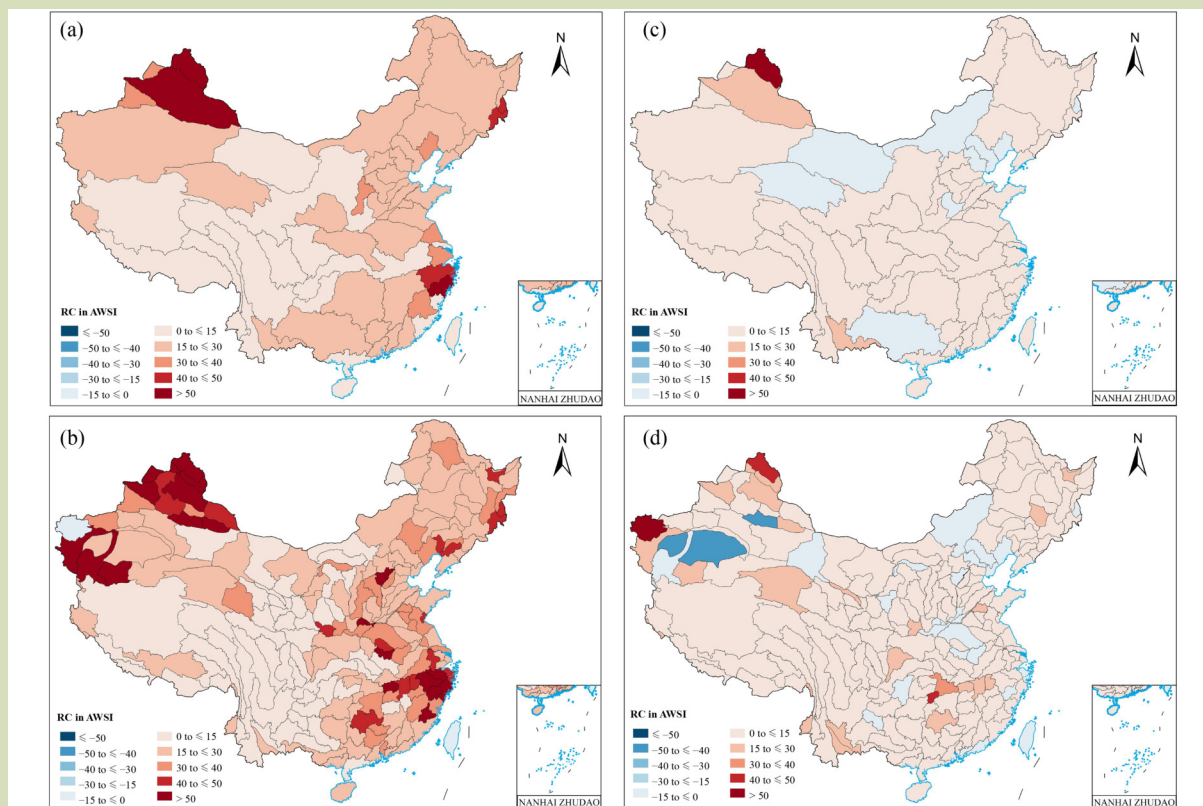 (a)
N
RC in AWSI
≤ −50
−50 to ≤ −40
−40 to ≤ −30
−30 to ≤ −15
−15 to ≤ 0
0 to ≤ 15
15 to ≤ 30
30 to ≤ 40
40 to ≤ 50
> 50
NANHAI ZHUDAO
(c)
N
RC in AWSI
≤ −50
−50 to ≤ −40
−40 to ≤ −30
−30 to ≤ −15
−15 to ≤ 0
0 to ≤ 15
15 to ≤ 30
30 to ≤ 40
40 to ≤ 50
> 50
NANHAI ZHUDAO
(b)
N
RC in AWSI
≤ −50
−50 to ≤ −40
−40 to ≤ −30
−30 to ≤ −15
−15 to ≤ 0
0 to ≤ 15
15 to ≤ 30
30 to ≤ 40
40 to ≤ 50
> 50
NANHAI ZHUDAO
(d)
N
RC in AWSI
≤ −50
−50 to ≤ −40
−40 to ≤ −30
−30 to ≤ −15
−15 to ≤ 0
0 to ≤ 15
15 to ≤ 30
30 to ≤ 40
40 to ≤ 50
> 50
NANHAI ZHUDAO